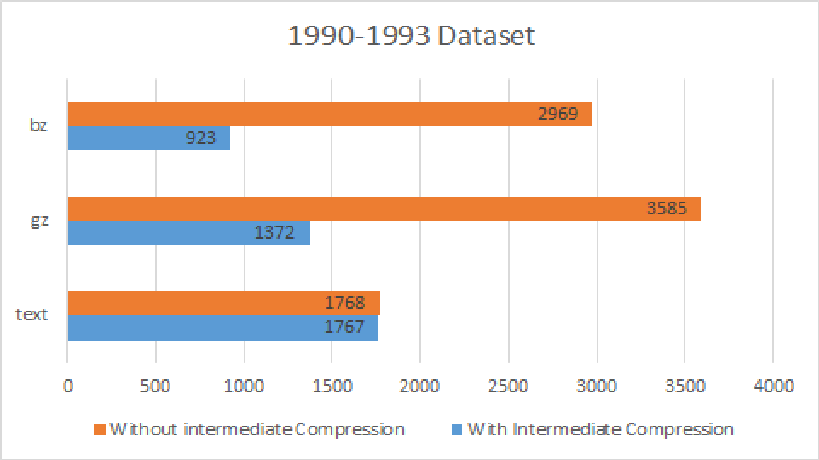 1990-1993 Dataset
bz
2969
923
gz
3585
1372
text
1768
1767
0 500 1000 1500 2000 2500 3000 3500 4000
Without intermediate Compression With Intermediate Compression